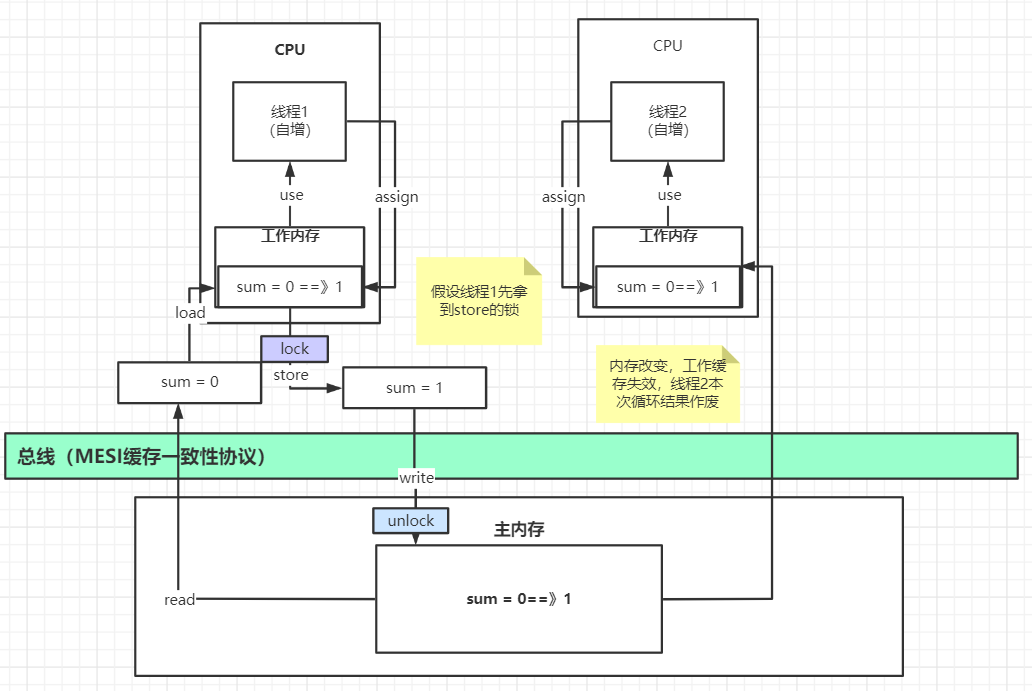 CPU
线程1
(自增)
use
assign
工作内存
sum = 0 ==》1
load
lock
store
sum = 0
sum = 1
假设线程1先拿
到store的锁
CPU
线程2
(自增)
use
assign
工作内存
sum = 0==》1
内存改变，工作缓
存失效，线程2本
次循环结果作废
总线（MESI缓存一致性协议）
write
unlock
主内存
read
sum = 0==》1